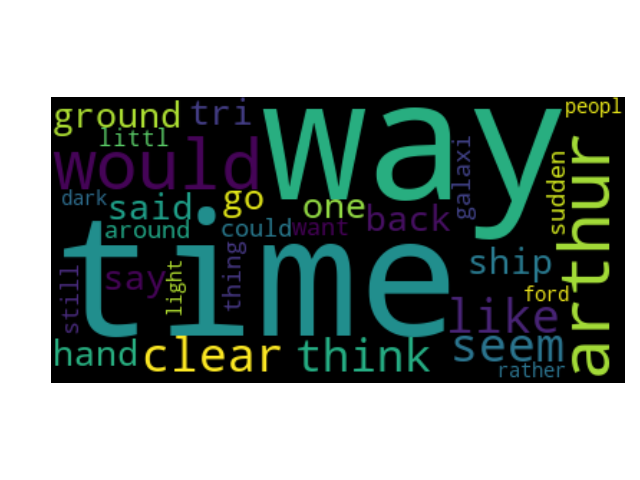 ground
tri
way
peopl
littl
would
galaxi
sudden
arthur
dark
said
go
one
back
around
could
want
time
say
light
thing
still
ship
ford
like
hand
clear
think
seem
rather